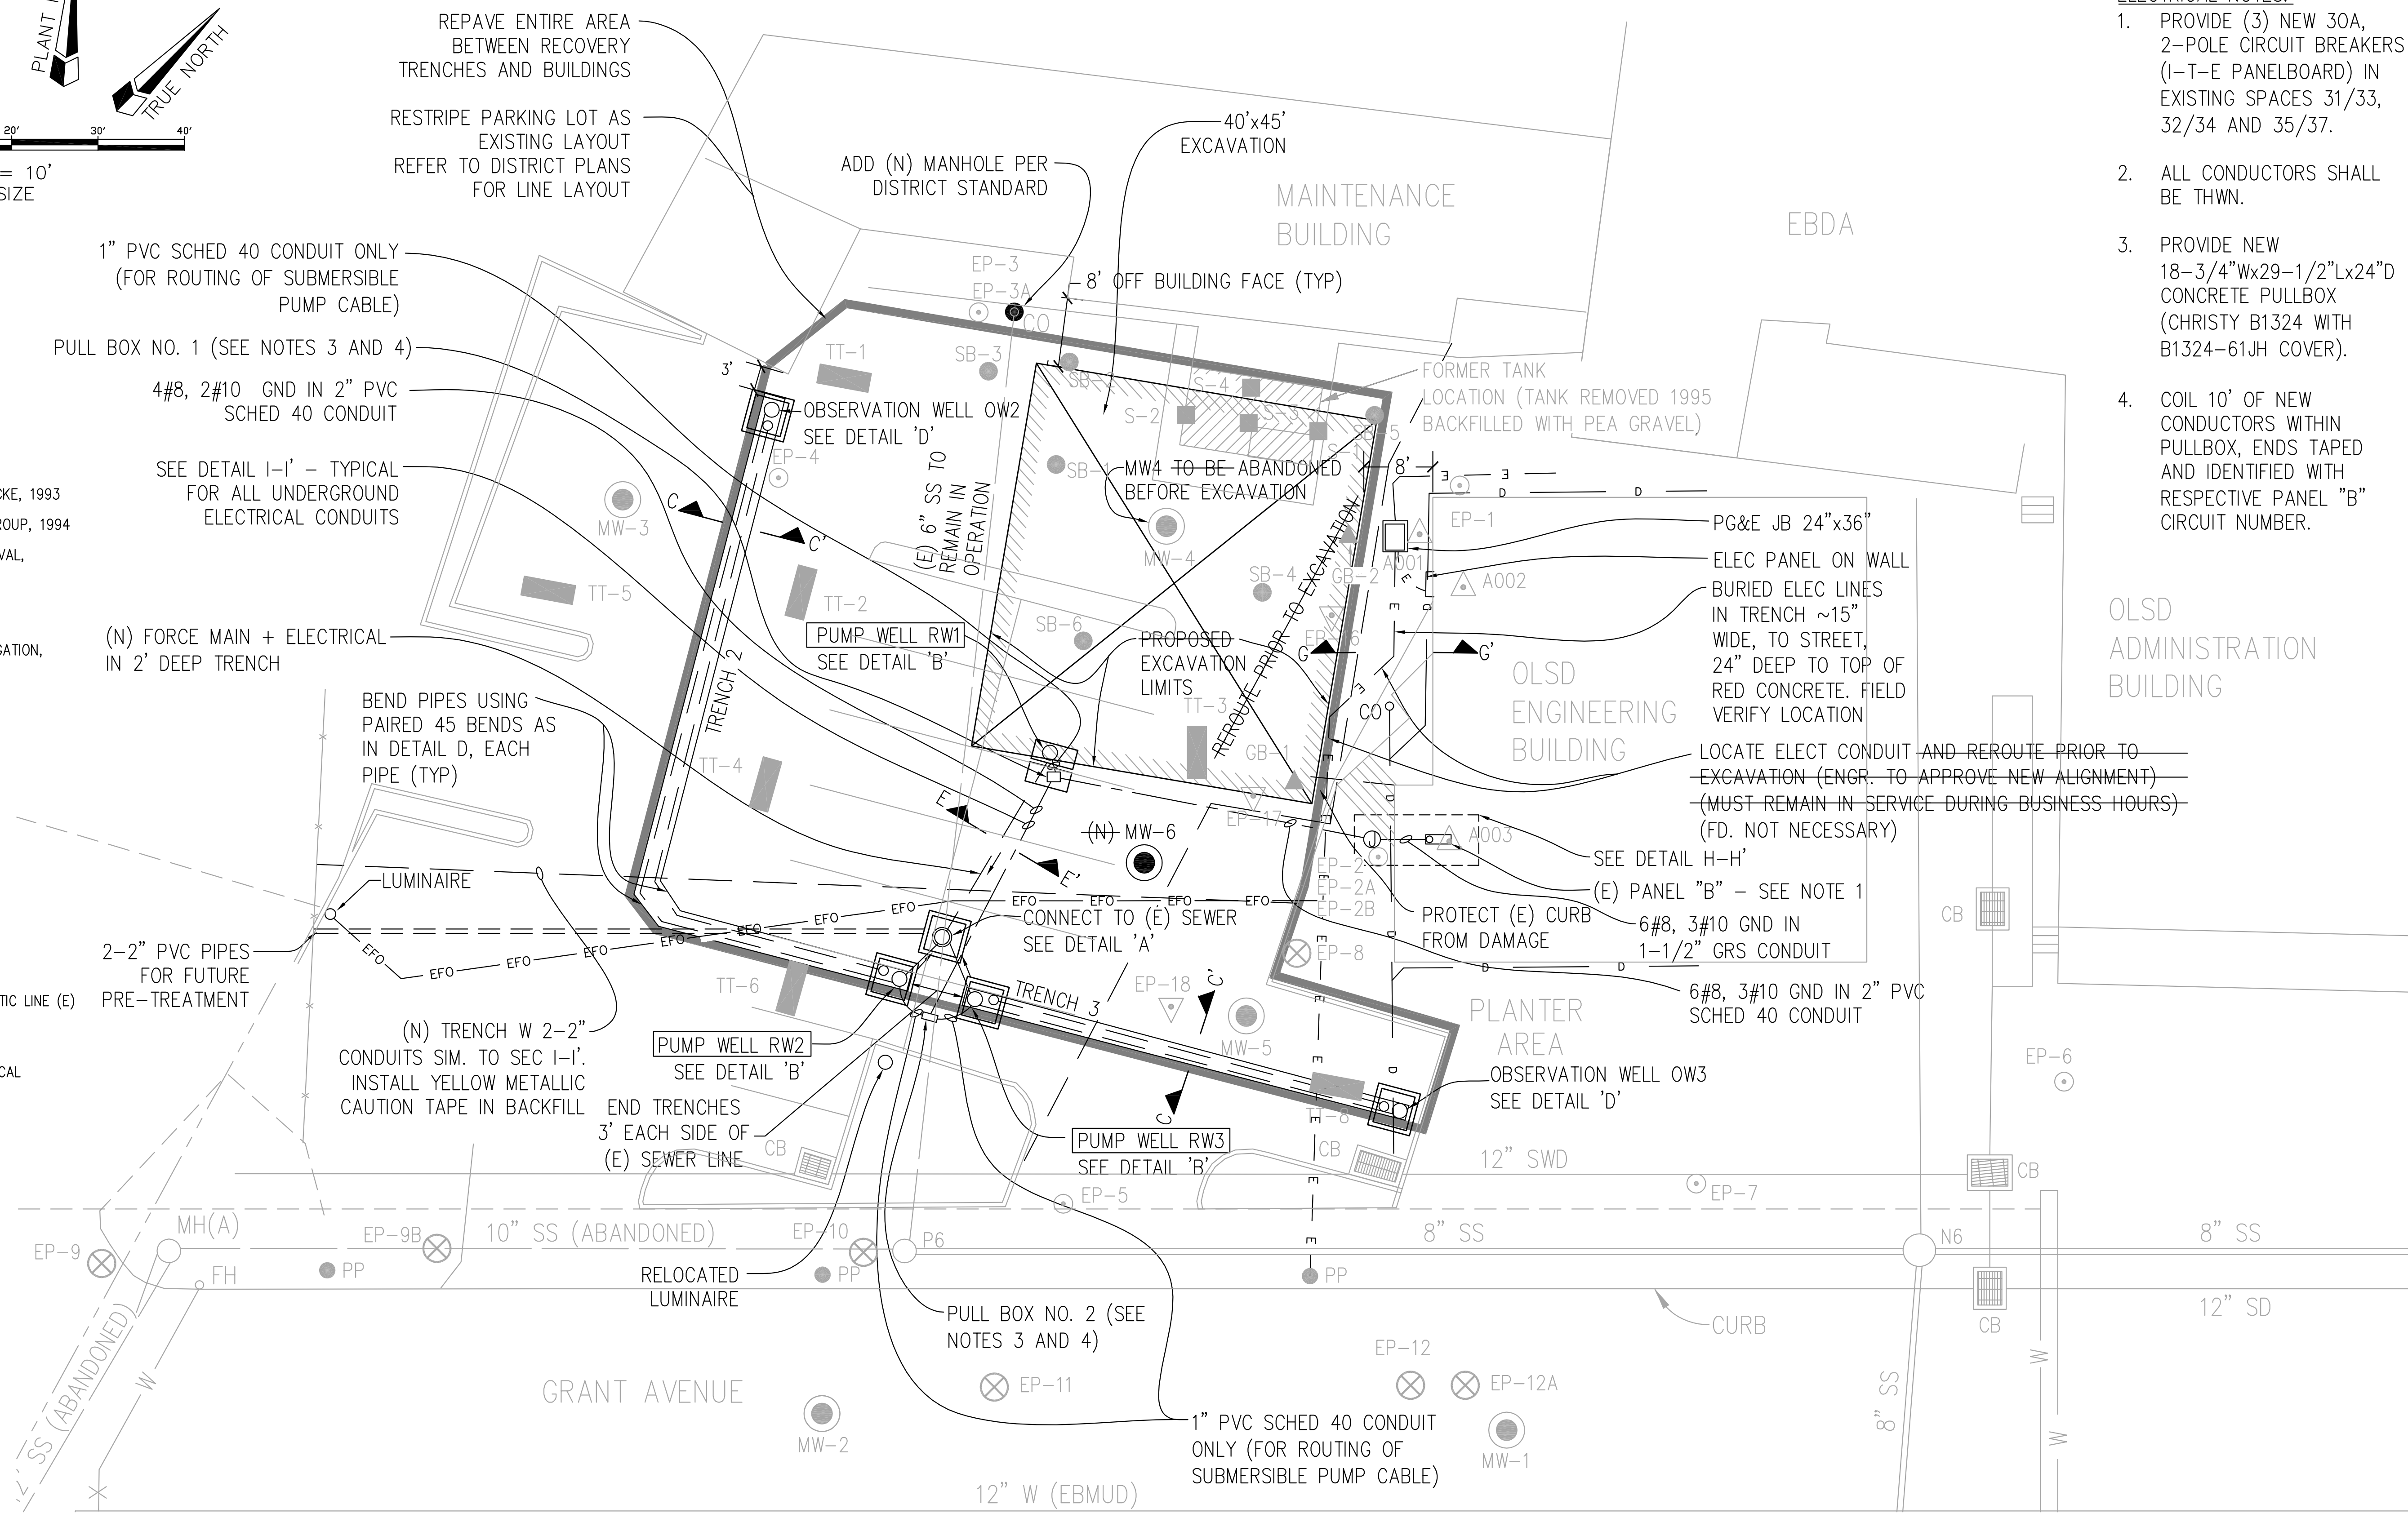 PLANT
TRUE NORTH
20'
30'
40'
= 10'
SIZE
REPAVE ENTIRE AREA
BETWEEN RECOVERY
TRENCHES AND BUILDINGS
RESTRIPE PARKING LOT AS
EXISTING LAYOUT
REFER TO DISTRICT PLANS
FOR LINE LAYOUT
1" PVC SCHED 40 CONDUIT ONLY
(FOR ROUTING OF SUBMERSIBLE
PUMP CABLE)
PULL BOX NO. 1 (SEE NOTES 3 AND 4)
4#8, 2#10 GND IN 2" PVC
SCHED 40 CONDUIT
SEE DETAIL I-I' - TYPICAL
FOR ALL UNDERGROUND
ELECTRICAL CONDUITS
CKE, 1993
ROUP, 1994
VAL,
GATION,
TIC LINE (E)
CAL
(N) FORCE MAIN + ELECTRICAL
IN 2' DEEP TRENCH
BEND PIPES USING
PAIRED 45 BENDS AS
IN DETAIL D, EACH
PIPE (TYP)
LUMINAIRE
2-2" PVC PIPES
FOR FUTURE
PRE-TREATMENT
(N) TRENCH W 2-2"
CONDUITS SIM. TO SEC I-I'.
INSTALL YELLOW METALLIC
CAUTION TAPE IN BACKFILL
ADD (N) MANHOLE PER
DISTRICT STANDARD
40'x45'
EXCAVATION
MAINTENANCE
BUILDING
EBDA
EP-3
EP-3A
CO
8' OFF BUILDING FACE (TYP)
3'
TT-1
SB-3
SB-2
S-4
S-2
S-3
S-1
SB-5
FORMER TANK
LOCATION (TANK REMOVED 1995
BACKFILLED WITH PEA GRAVEL)
OBSERVATION WELL OW2
SEE DETAIL 'D'
EP-4
MW-3
C
C'
(E) 6" SS TO
REMAIN IN
OPERATION
SB-1
MW4 TO BE ABANDONED
BEFORE EXCAVATION
MW-4
8'
EP-1
A001
A002
GB-2
SB-4
EP-16
TT-5
TT-2
PUMP WELL RW1
SEE DETAIL 'B'
SB-6
PROPOSED
EXCAVATION
LIMITS
REROUTE PRIOR TO EXCAVATION
G
G'
CO
TRENCH 2
TT-3
GB-1
TT-4
E
E'
EP-17
(N) MW-6
J
A003
EP-2
EP-2A
EP-2B
PG&E JB 24"x36"
ELEC PANEL ON WALL
BURIED ELEC LINES
IN TRENCH ~15"
WIDE, TO STREET,
24" DEEP TO TOP OF
RED CONCRETE. FIELD
VERIFY LOCATION
OLSD
ENGINEERING
BUILDING
OLSD
ADMINISTRATION
BUILDING
LOCATE ELECT CONDUIT AND REROUTE PRIOR TO
EXCAVATION (ENGR. TO APPROVE NEW ALIGNMENT)
(MUST REMAIN IN SERVICE DURING BUSINESS HOURS)
(FD. NOT NECESSARY)
SEE DETAIL H-H'
(E) PANEL "B" - SEE NOTE 1
PROTECT (E) CURB
FROM DAMAGE
6#8, 3#10 GND IN
1-1/2" GRS CONDUIT
6#8, 3#10 GND IN 2" PVC
SCHED 40 CONDUIT
EFO EFO EFO EFO EFO EFO EFO EFO EFO EFO EFO
CONNECT TO (E) SEWER
SEE DETAIL 'A'
EP-8
TT-6
TRENCH 3
EP-18
C'
C
MW-5
PLANTER
AREA
PUMP WELL RW2
SEE DETAIL 'B'
OBSERVATION WELL OW3
SEE DETAIL 'D'
TT-8
END TRENCHES
3' EACH SIDE OF
(E) SEWER LINE
PUMP WELL RW3
SEE DETAIL 'B'
CB
CB
CB
CB
CB
EP-6
12" SWD
EP-5
EP-7
MH(A)
EP-9
EP-9B
10" SS (ABANDONED)
EP-10
P6
8" SS
N6
8" SS
FH
PP
PP
PP
RELOCATED
LUMINAIRE
PULL BOX NO. 2 (SEE
NOTES 3 AND 4)
CURB
12" SD
GRANT AVENUE
EP-11
EP-12
EP-12A
MW-2
MW-1
1" PVC SCHED 40 CONDUIT
ONLY (FOR ROUTING OF
SUBMERSIBLE PUMP CABLE)
12" W (EBMUD)
SS (ABANDONED)
W
8" SS
W
W
ELECTRICAL NOTES:
1. PROVIDE (3) NEW 30A,
2-POLE CIRCUIT BREAKERS
(I-T-E PANELBOARD) IN
EXISTING SPACES 31/33,
32/34 AND 35/37.
2. ALL CONDUCTORS SHALL
BE THWN.
3. PROVIDE NEW
18-3/4"Wx29-1/2"Lx24"D
CONCRETE PULLBOX
(CHRISTY B1324 WITH
B1324-61JH COVER).
4. COIL 10' OF NEW
CONDUCTORS WITHIN
PULLBOX, ENDS TAPED
AND IDENTIFIED WITH
RESPECTIVE PANEL "B"
CIRCUIT NUMBER.